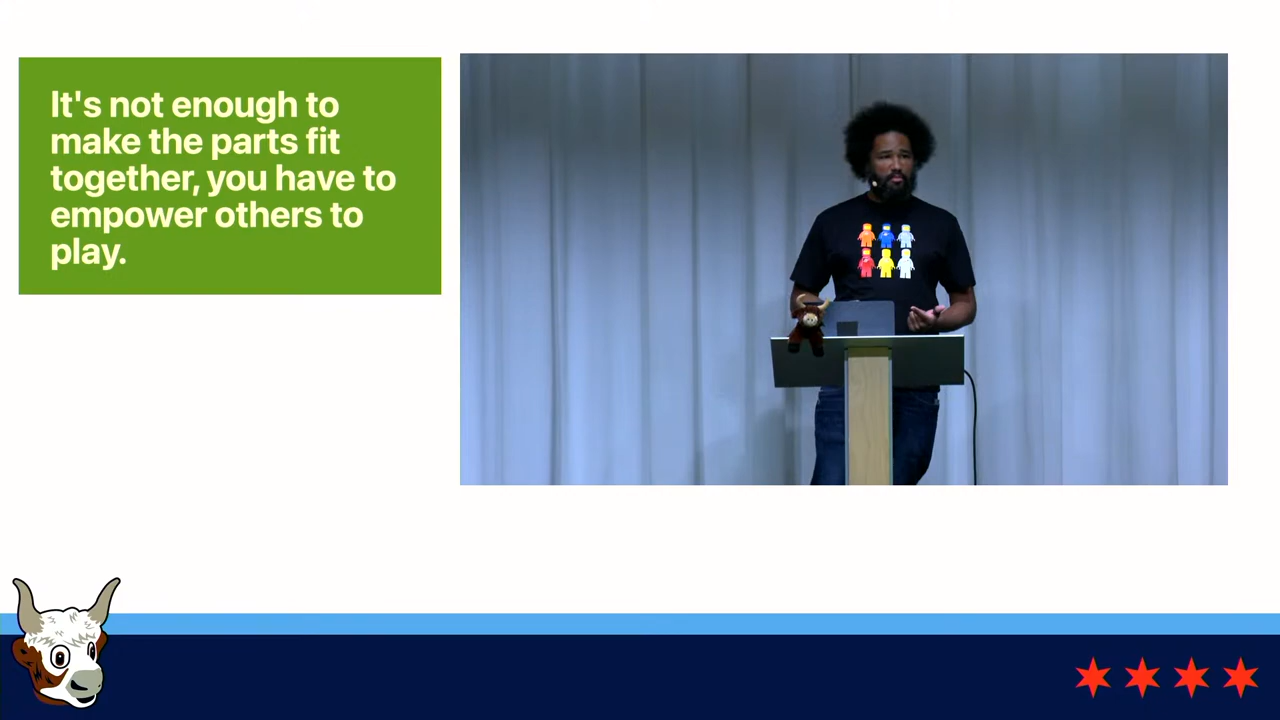 It's not enough to
make the parts fit
together, you have to
empower others to
play.